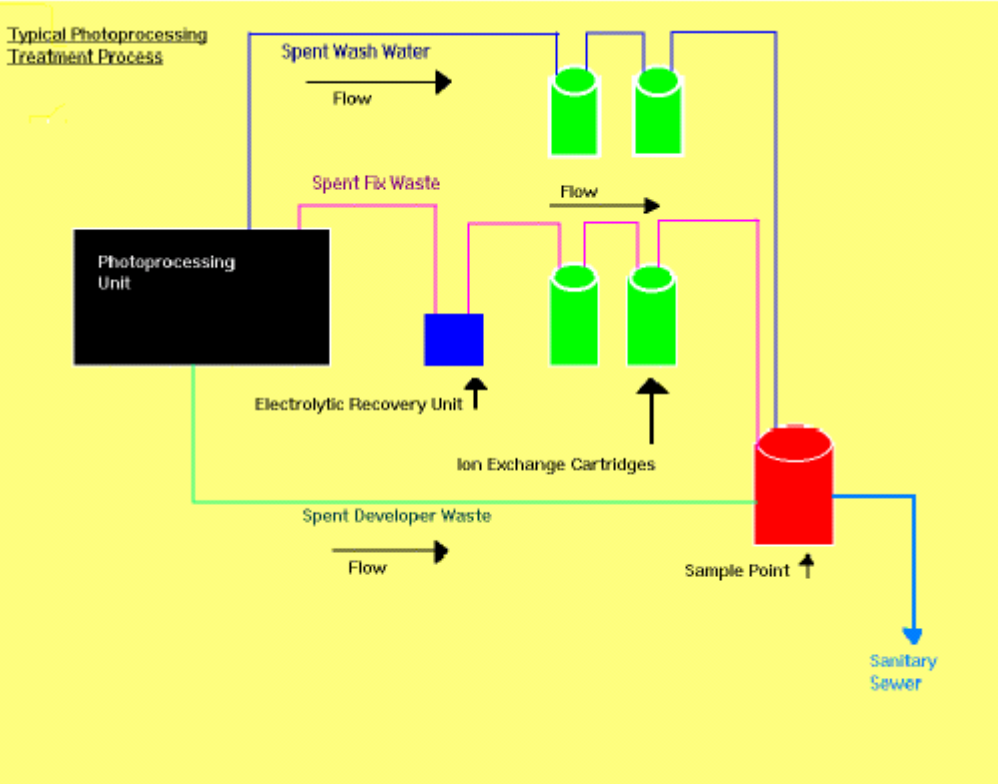 Typical Photoprocessing
Treatment Process
Spent Wash Water
Flow
Spent Fix Waste
Flow
Photoprocessing
Unit
Electrolytic Recovery Unit
Ion Exchange Cartridges
Spent Developer Waste
Flow
Sample Point
Sanitary
Sewer